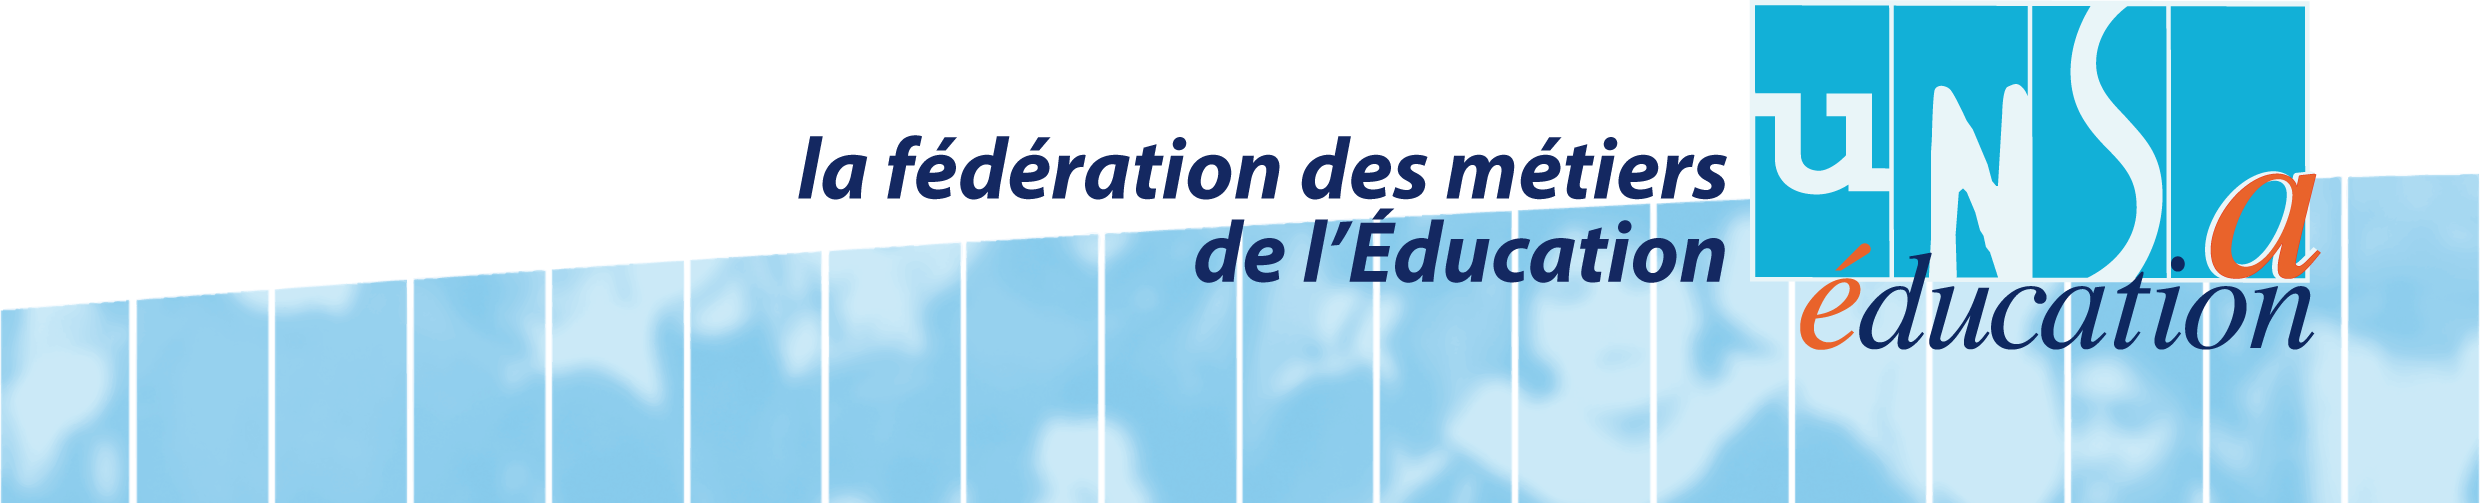 la fédération des métiers
de l'Éducation
uNSa
éducation